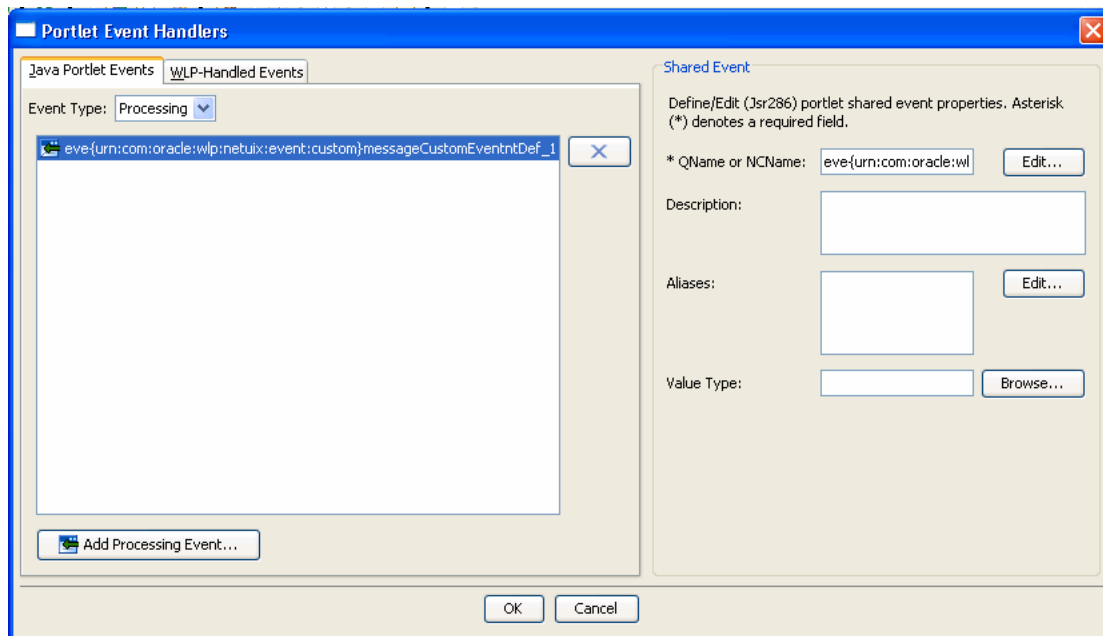 Portlet Event Handlers
Java Portlet Events WLP-Handled Events
Event Type: Processing
eve{urn:com:oracle:wlp:netuix:event:custom}messageCustomEventntDef_1
Add Processing Event...
Shared Event
Define/Edit (Jsr286) portlet shared event properties. Asterisk
(*) denotes a required field.
* QName or NCName: eve{urn:com:oracle:wl Edit...
Description:
Aliases: Edit...
Value Type: Browse...
OK Cancel